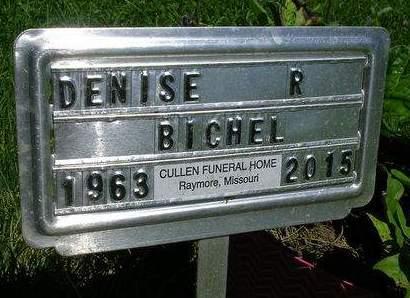 DENISE R
BICHEL
1963 CULLEN FUNERAL HOME 2015
Raymore, Missouri